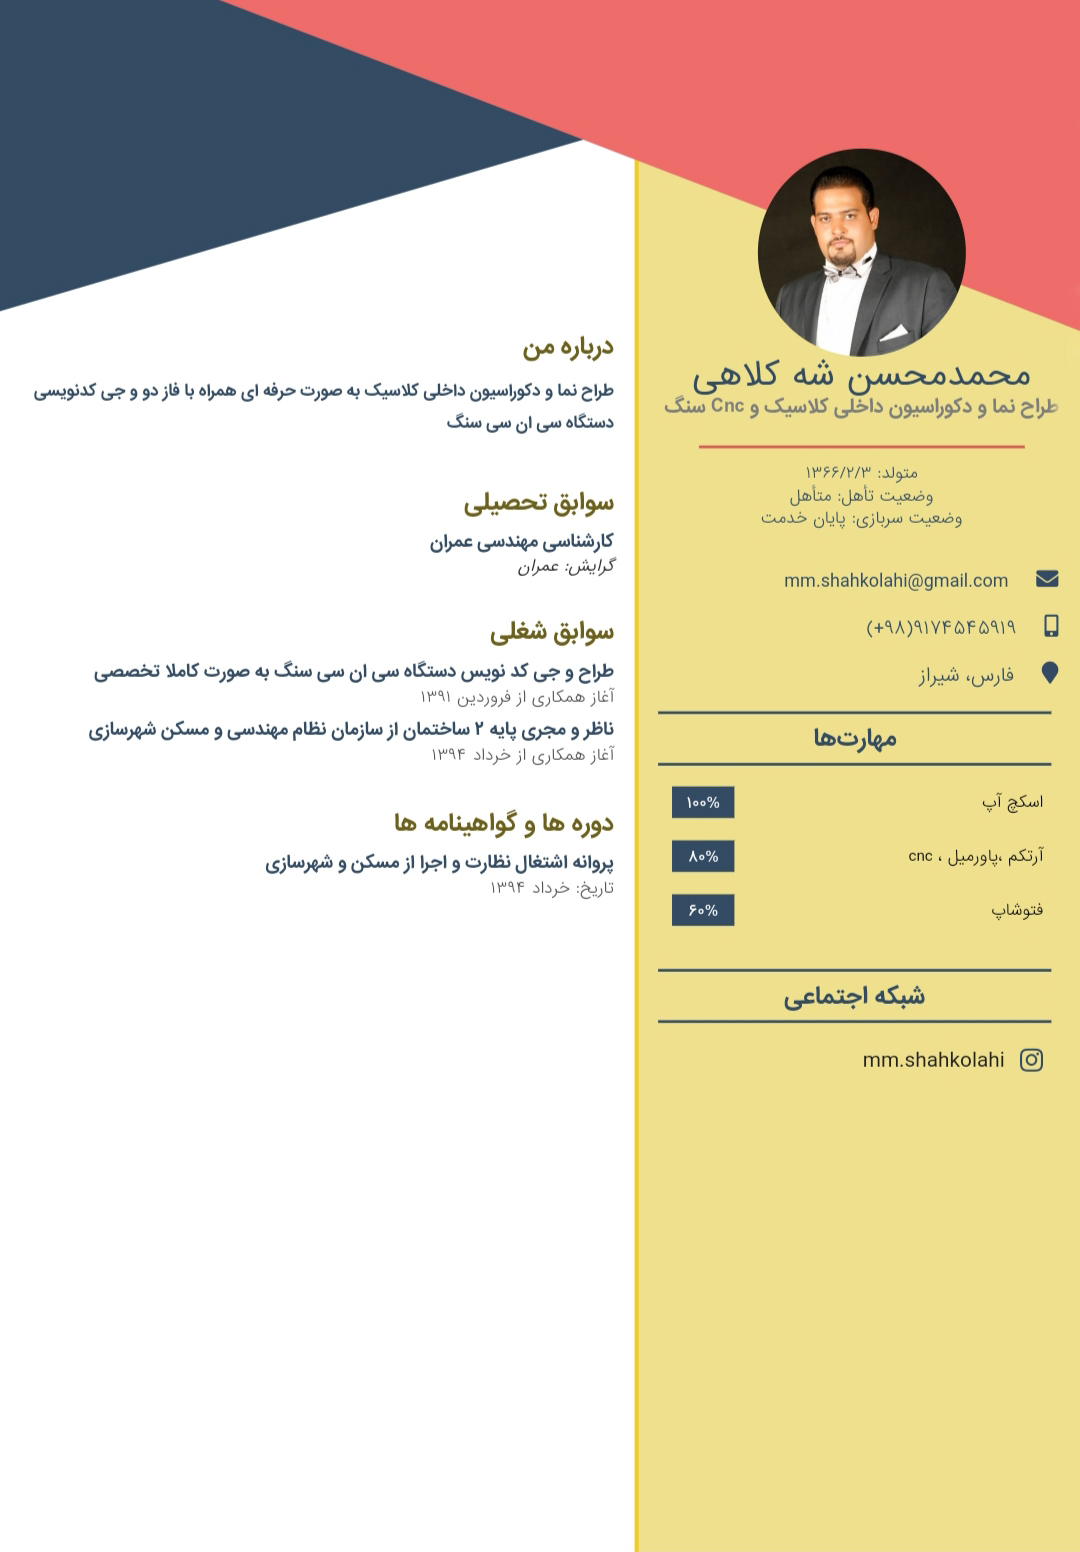 محمدمحسن شه کلاهی
طراح نما و دکوراسیون داخلی کلاسیک و Cnc سنگ
متولد: ۱۳۶۶/۲/۳
وضعیت تأهل: متأهل
وضعیت سربازی: پایان خدمت
mm.shahkolahi@gmail.com
(+۹۸)۹۱۷۴۵۴۵۹۱۹
فارس، شیراز
مهارت‌ها
اسکچ آپ ۱۰۰%
آرتکم ،پاورمیل ، cnc ۸۰%
فتوشاپ ۶۰%
شبکه اجتماعی
mm.shahkolahi
درباره من
طراح نما و دکوراسیون داخلی کلاسیک به صورت حرفه ای همراه با فاز دو و جی کدنویسی
دستگاه سی ان سی سنگ
سوابق تحصیلی
کارشناسی مهندسی عمران
گرایش: عمران
سوابق شغلی
طراح و جی کد نویس دستگاه سی ان سی سنگ به صورت کاملا تخصصی
آغاز همکاری از فروردین ۱۳۹۱
ناظر و مجری پایه ۲ ساختمان از سازمان نظام مهندسی و مسکن شهرسازی
آغاز همکاری از خرداد ۱۳۹۴
دوره ها و گواهینامه ها
پروانه اشتغال نظارت و اجرا از مسکن و شهرسازی
تاریخ: خرداد ۱۳۹۴